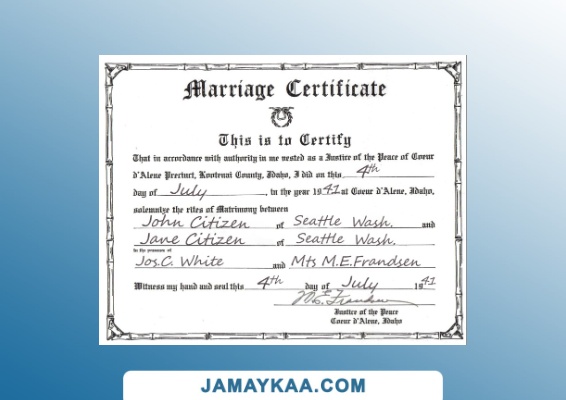 Marriage Certificate
This is to Certify
That in accordance with authority in me vested as a Justice of the Peace of Coeur
d'Alene Precinct, Kootenai County, Idaho, I did on this 4th
day of July, in the year 1941 at Coeur d'Alene, Idaho,
solemnize the rites of Matrimony between
John Citizen of Seattle Wash. and
Jane Citizen of Seattle Wash.
In the presence of
Jos.C. White and Mts M.E.Frandsen
Witness my hand and seal this 4th day of July 1941
Justice of the Peace
Coeur d'Alene, Idaho
JAMAYKAA.COM